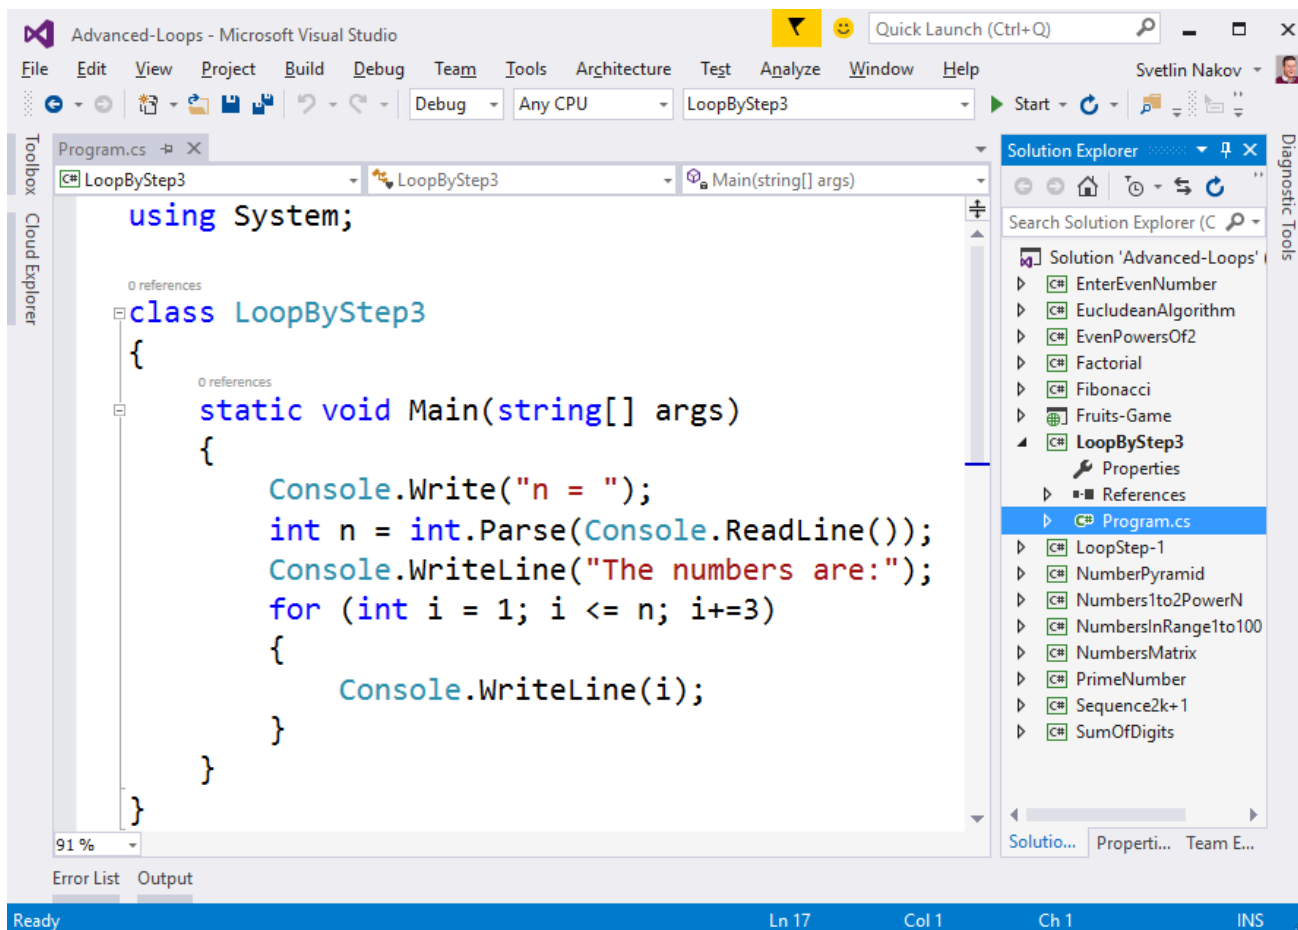 Advanced-Loops - Microsoft Visual Studio
Quick Launch (Ctrl+Q)
File Edit View Project Build Debug Team Tools Architecture Test Analyze Window Help
Svetlin Nakov
Debug Any CPU LoopByStep3 Start
Toolbox
Cloud Explorer
Program.cs
C# LoopByStep3 LoopByStep3 Main(string[] args)
using System;
0 references
class LoopByStep3
{
0 references
static void Main(string[] args)
{
Console.Write("n = ");
int n = int.Parse(Console.ReadLine());
Console.WriteLine("The numbers are:");
for (int i = 1; i <= n; i+=3)
{
Console.WriteLine(i);
}
}
}
91 %
Solution Explorer
Search Solution Explorer (C
Solution 'Advanced-Loops' (
C# EnterEvenNumber
C# EucludeanAlgorithm
C# EvenPowersOf2
C# Factorial
C# Fibonacci
Fruits-Game
C# LoopByStep3
Properties
References
C# Program.cs
C# LoopStep-1
C# NumberPyramid
C# Numbers1to2PowerN
C# NumbersInRange1to100
C# NumbersMatrix
C# PrimeNumber
C# Sequence2k+1
C# SumOfDigits
Solutio... Properti... Team E...
Diagnostic Tools
Error List Output
Ready Ln 17 Col 1 Ch 1 INS